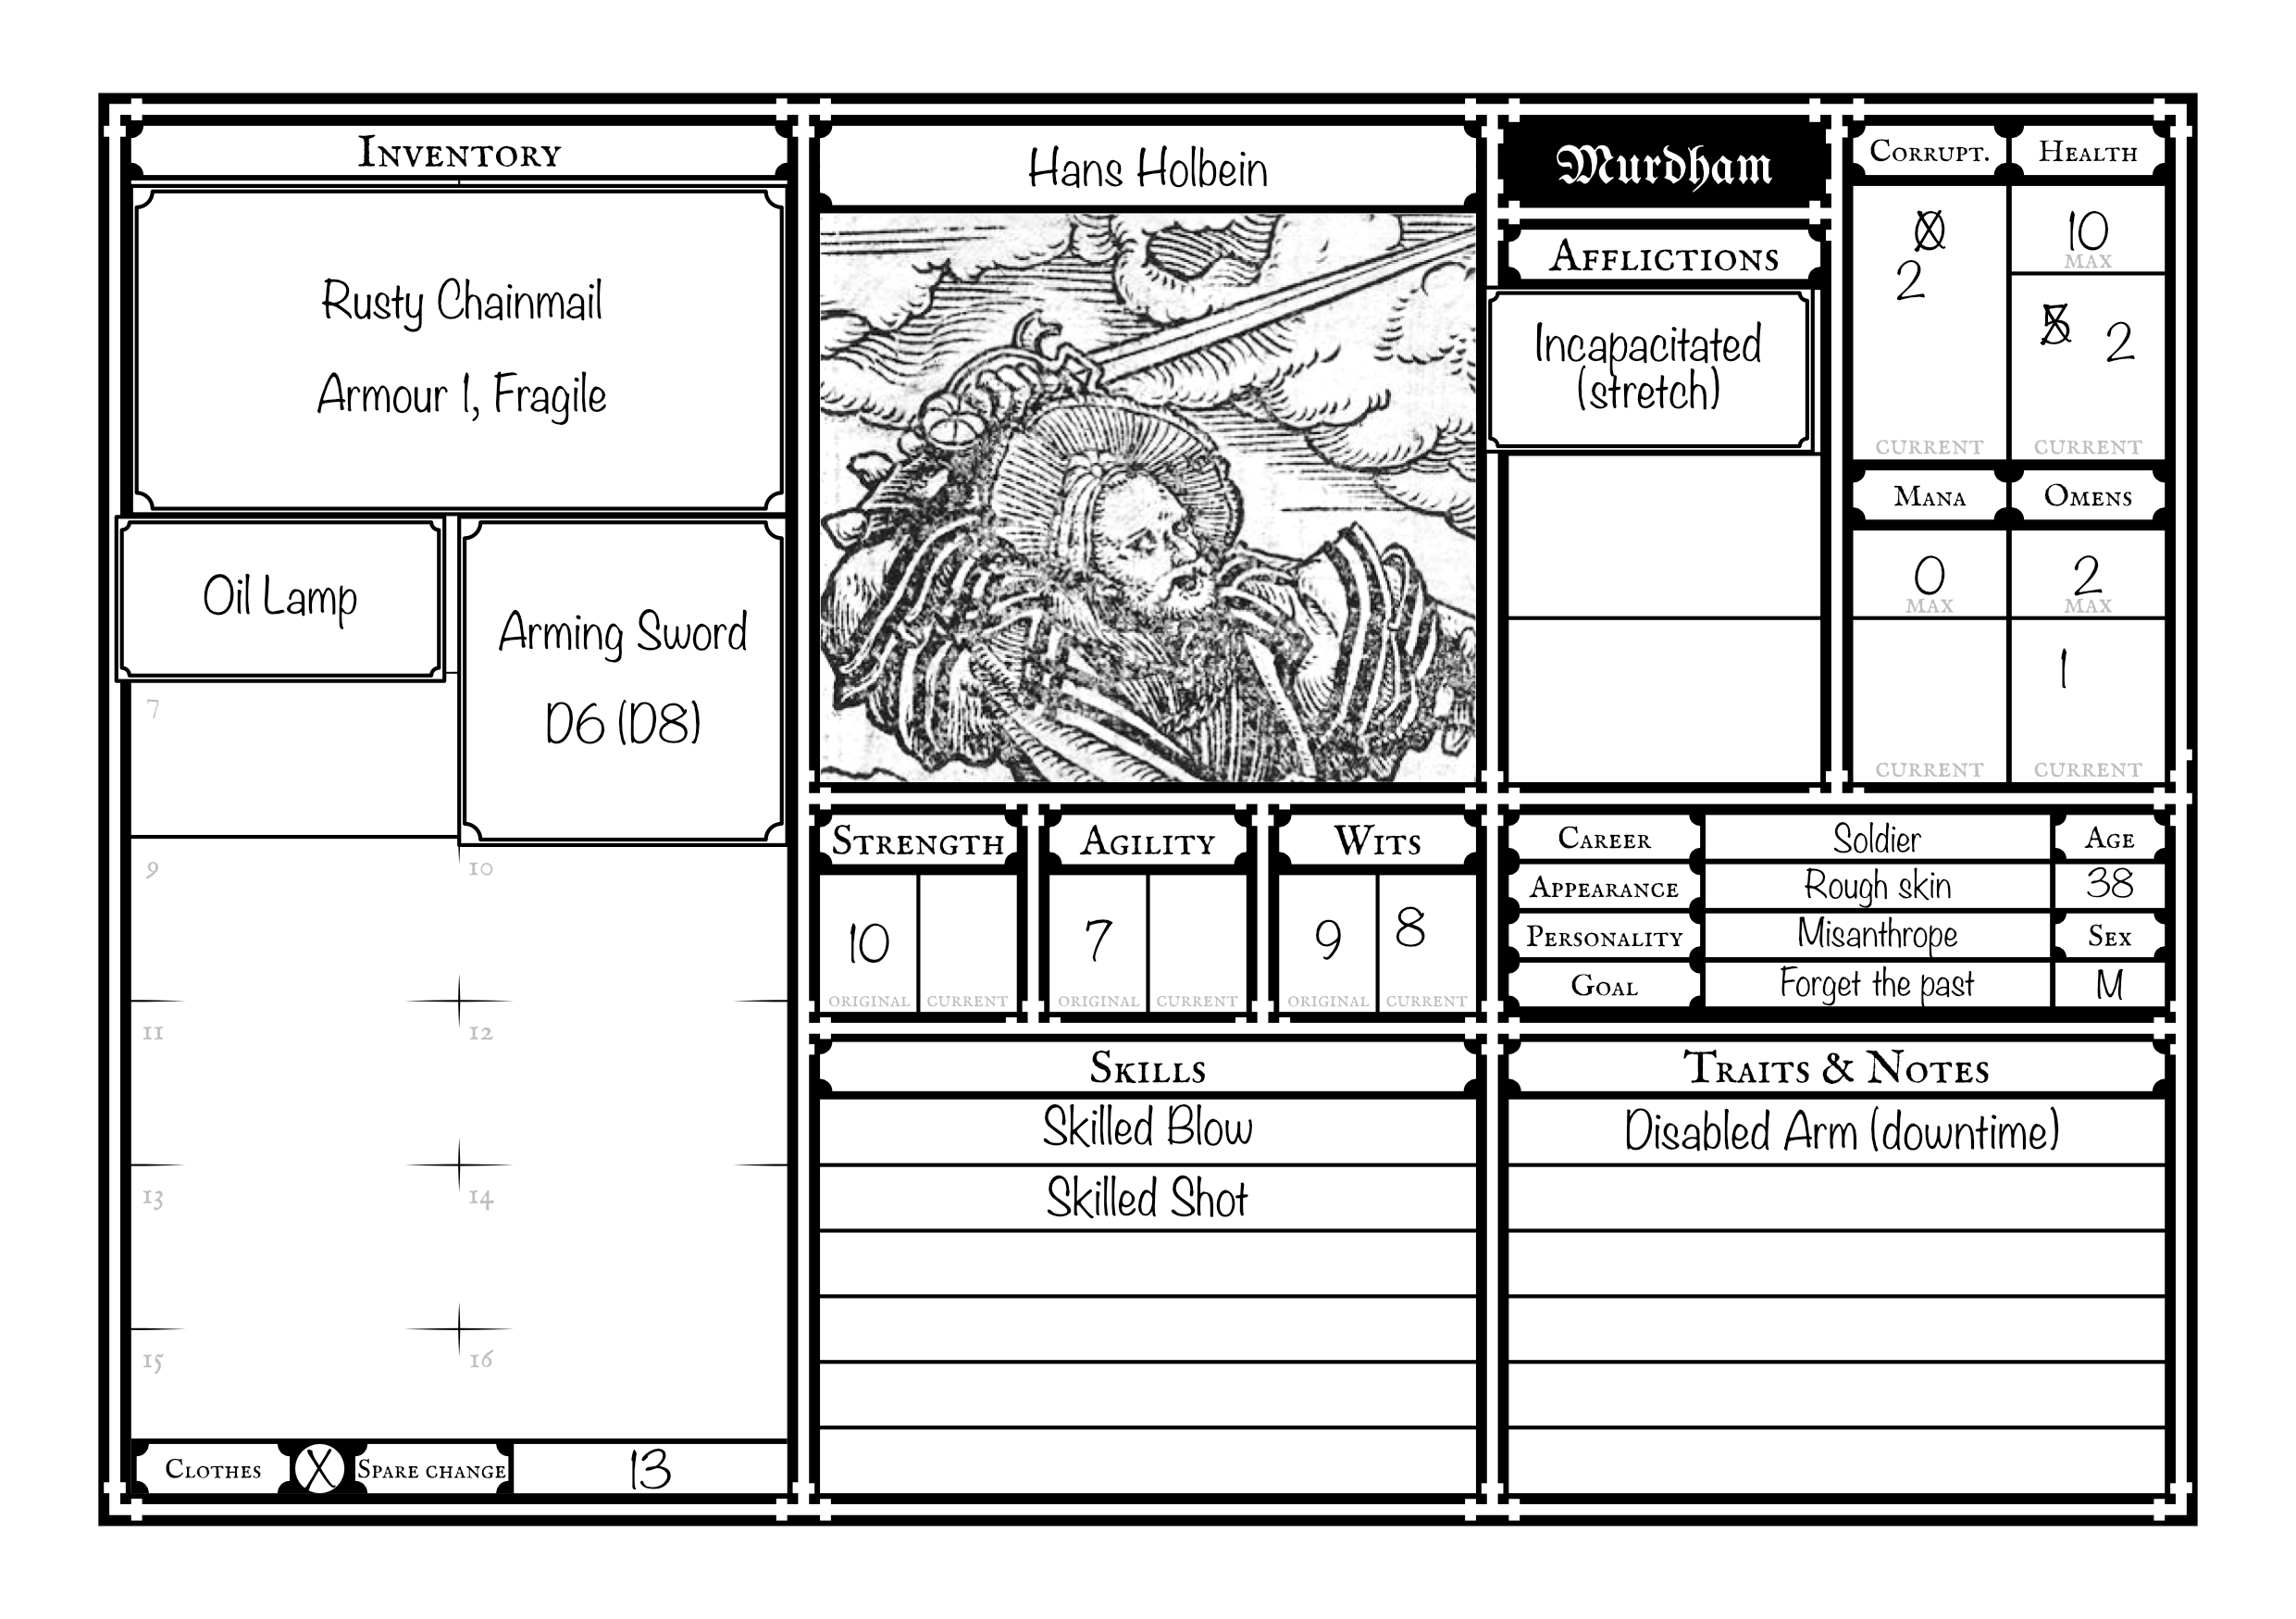 INVENTORY
Rusty Chainmail
Armour 1, Fragile
Oil Lamp
Arming Sword
D6 (D8)
7
9
10
11
12
13
14
15
16
CLOTHES
X
SPARE CHANGE
13
Hans Holbein
STRENGTH
10
ORIGINAL
CURRENT
AGILITY
7
ORIGINAL
CURRENT
WITS
9
8
ORIGINAL
CURRENT
SKILLS
Skilled Blow
Skilled Shot
Murdham
AFFLICTIONS
Incapacitated
(stretch)
CORRUPT.
0
2
CURRENT
HEALTH
10
MAX
5 2
CURRENT
MANA
0
MAX
CURRENT
OMENS
2
MAX
1
CURRENT
CAREER
Soldier
AGE
APPEARANCE
Rough skin
38
PERSONALITY
Misanthrope
SEX
GOAL
Forget the past
M
TRAITS & NOTES
Disabled Arm (downtime)